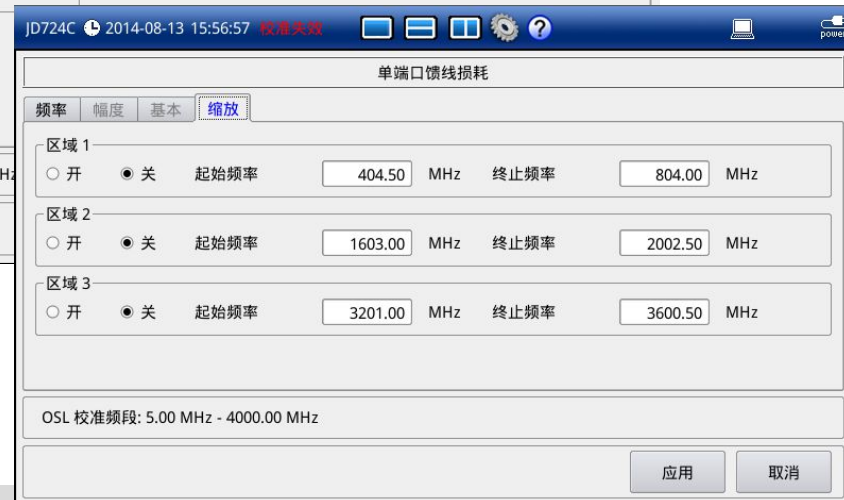 JD724C 2014-08-13 15:56:57 校准失效
power
单端口馈线损耗
频率 幅度 基本 缩放
区域 1
开 关 起始频率 404.50 MHz 终止频率 804.00 MHz
Hz
区域 2
开 关 起始频率 1603.00 MHz 终止频率 2002.50 MHz
区域 3
开 关 起始频率 3201.00 MHz 终止频率 3600.50 MHz
OSL 校准频段: 5.00 MHz - 4000.00 MHz
应用 取消